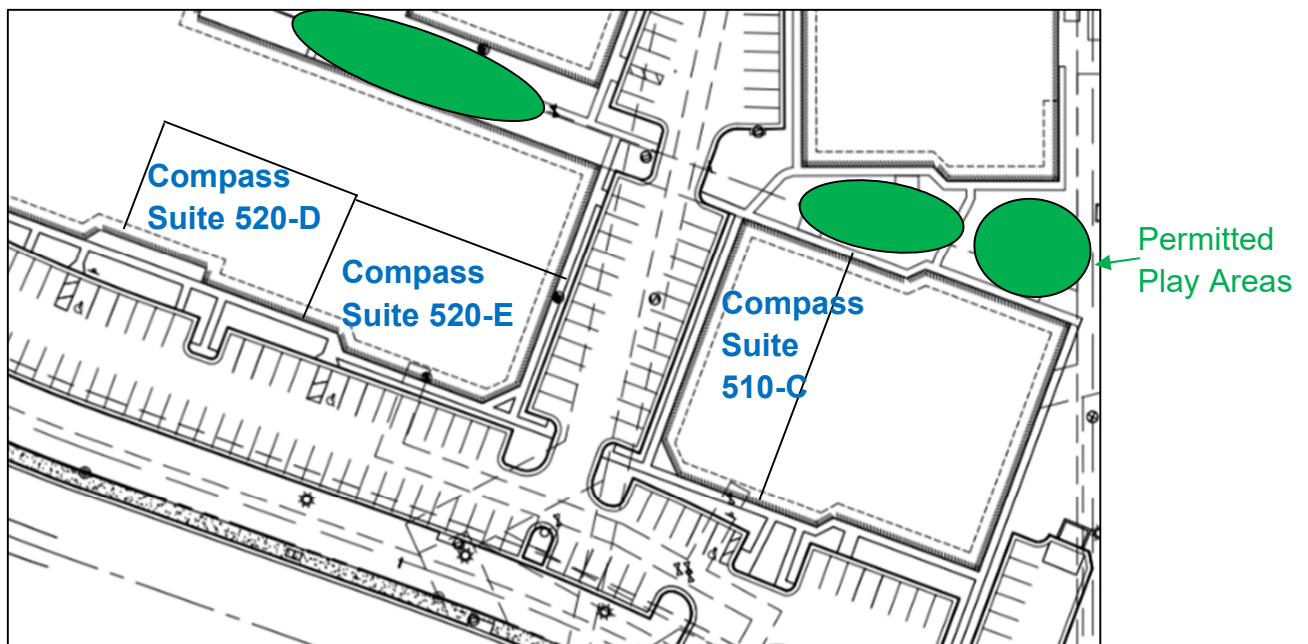 Compass
Suite 520-D
Compass
Suite 520-E
Compass
Suite
510-C
Permitted
Play Areas